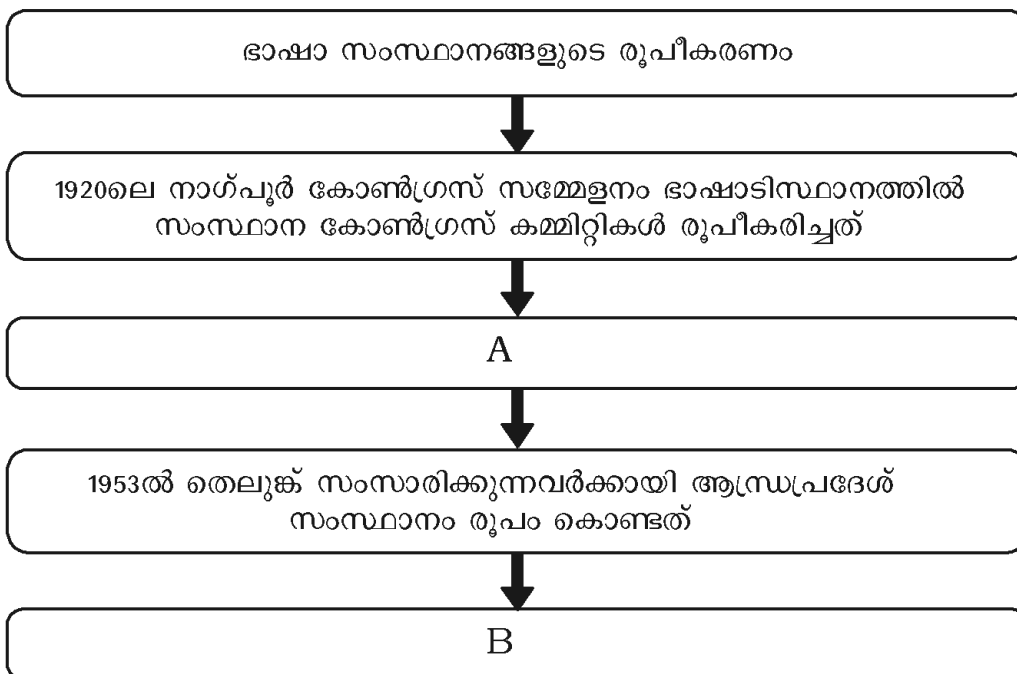 ഭാഷാ സംസ്ഥാനങ്ങളുടെ രൂപീകരണം
1920ലെ നാഗ്പൂർ കോൺഗ്രസ് സമ്മേളനം ഭാഷാടിസ്ഥാനത്തിൽ
സംസ്ഥാന കോൺഗ്രസ് കമ്മിറ്റികൾ രൂപീകരിച്ചത്
A
1953ൽ തെലുങ്ക് സംസാരിക്കുന്നവർക്കായി ആന്ധ്രപ്രദേശ്
സംസ്ഥാനം രൂപം കൊണ്ടത്
B